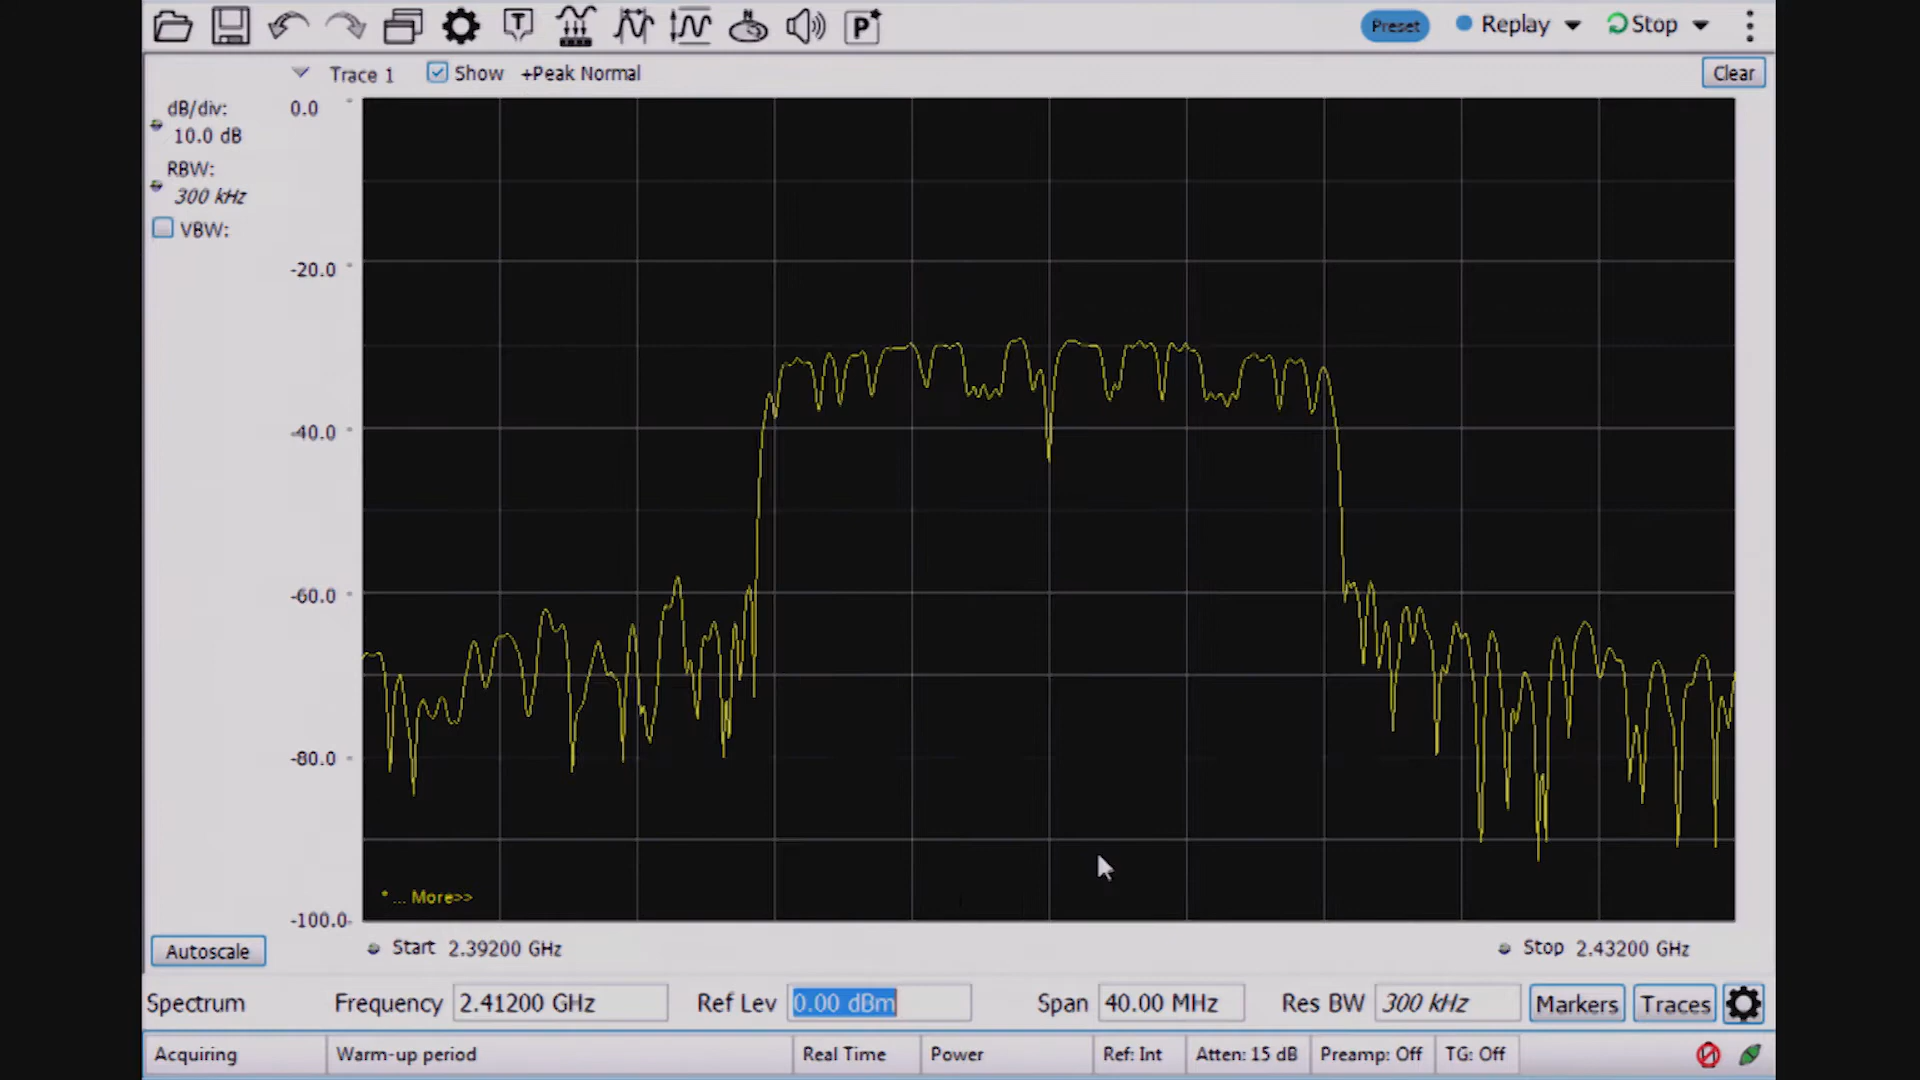 T
P
Preset
Replay
Stop
Trace 1
Show
+Peak Normal
Clear
dB/div:
10.0 dB
RBW:
300 kHz
VBW:
0.0
-20.0
-40.0
-60.0
-80.0
-100.0
* ... More>>
Autoscale
Start 2.39200 GHz
Stop 2.43200 GHz
Spectrum
Frequency 2.41200 GHz
Ref Lev 0.00 dBm
Span 40.00 MHz
Res BW 300 kHz
Markers
Traces
Acquiring
Warm-up period
Real Time
Power
Ref: Int
Atten: 15 dB
Preamp: Off
TG: Off